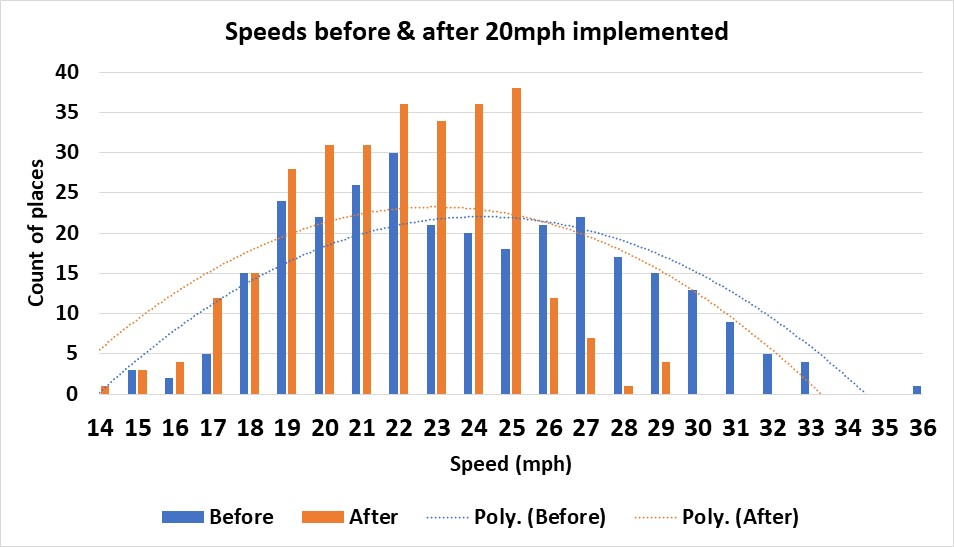 Speeds before & after 20mph implemented
40
35
30
25
20
15
10
5
0
Count of places
14 15 16 17 18 19 20 21 22 23 24 25 26 27 28 29 30 31 32 33 34 35 36
Speed (mph)
Before After Poly. (Before) Poly. (After)